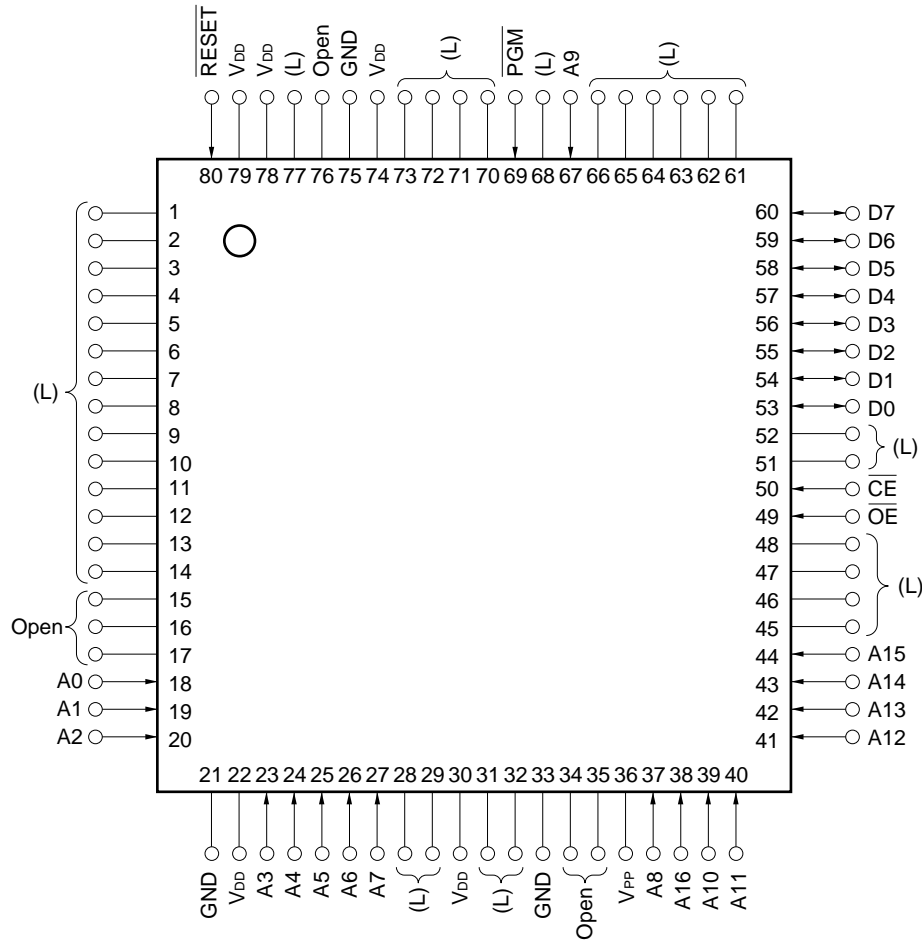 RESET
VDD
VDD
(L)
Open
GND
VDD
(L)
PGM
(L)
A9
(L)
80 79 78 77 76 75 74 73 72 71 70 69 68 67 66 65 64 63 62 61
(L)
1
2
3
4
5
6
7
8
9
10
11
12
13
14
Open
15
16
17
A0 18
A1 19
A2 20
60 D7
59 D6
58 D5
57 D4
56 D3
55 D2
54 D1
53 D0
52
51
(L)
50 CE
49 OE
48
47
46
45
(L)
44 A15
43 A14
42 A13
41 A12
21 22 23 24 25 26 27 28 29 30 31 32 33 34 35 36 37 38 39 40
GND
VDD
A3
A4
A5
A6
A7
(L)
VDD
(L)
GND
Open
VPP
A8
A16
A10
A11